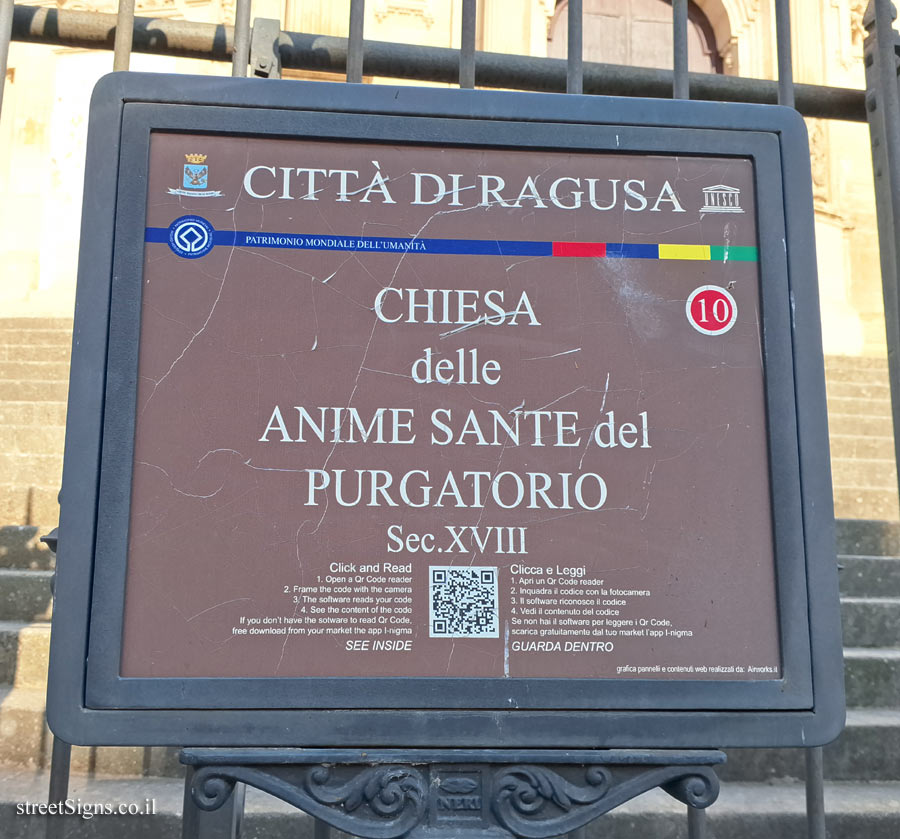 CITTÀ DI RAGUSA
PATRIMONIO MONDIALE DELL'UMANITÀ
10
CHIESA
delle
ANIME SANTE del
PURGATORIO
Sec.XVIII
Click and Read
1. Open a Qr Code reader
2. Frame the code with the camera
3. The software reads your code
4. See the content of the code
If you don't have the sotware to read Qr Code,
free download from your market the app I-nigma
SEE INSIDE
Clicca e Leggi
1. Apri un Qr Code reader
2. Inquadra il codice con la fotocamera
3. Il software riconosce il codice
4. Vedi il contenuto del codice
Se non hai il software per leggere i Qr Code,
scarica gratuitamente dal tuo market l'app I-nigma
GUARDA DENTRO
grafica pannelli e contenuti web realizzati da: Airworks.it
NERI
streetSigns.co.il